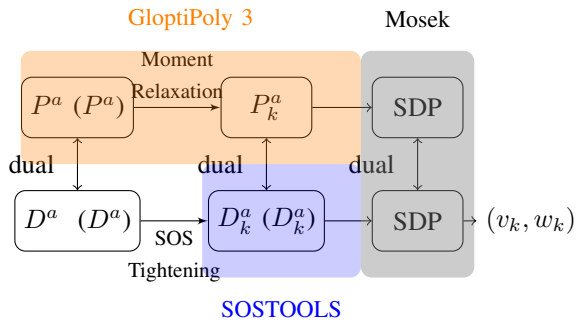 GloptiPoly 3
Mosek
Moment
Relaxation
P^a (P^a)
P_k^a
SDP
dual
dual
dual
D^a (D^a)
SOS
Tightening
D_k^a (D_k^a)
SDP
(v_k, w_k)
SOSTOOLS